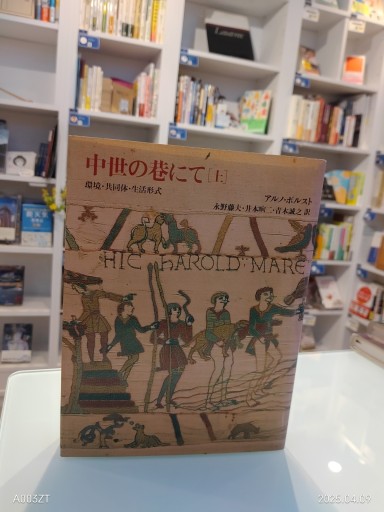 中世の巷にて[上]
環境・共同体・生活形式
アルノ・ボルスト
永野藤夫・井本晌二・青木誠之 訳
HIC hAROLD:MARE
A003ZT
2025.04.09